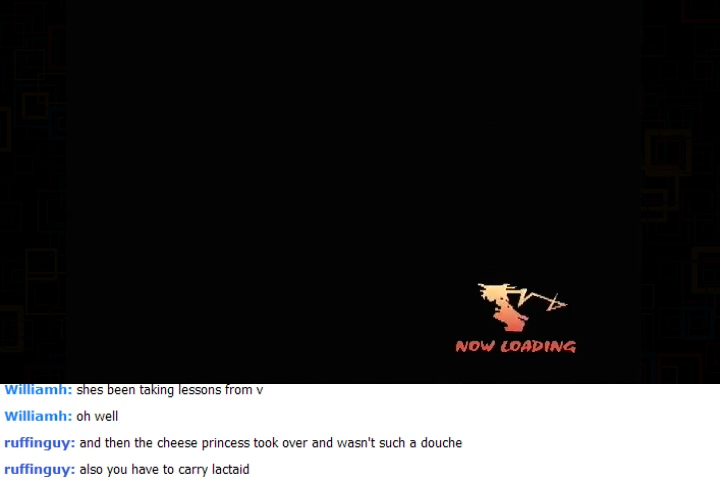 NOW LOADING
Williamh: shes been taking lessons from v
Williamh: oh well
ruffinguy: and then the cheese princess took over and wasn't such a douche
ruffinguy: also you have to carry lactaid